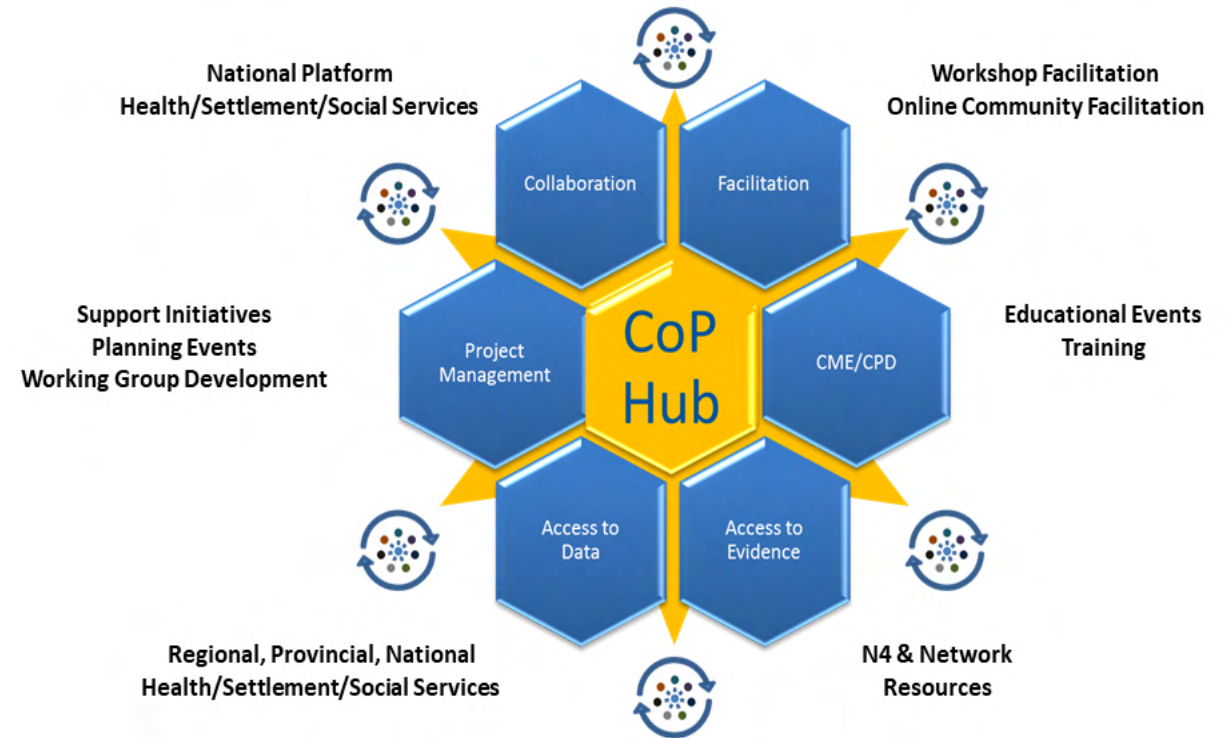 National Platform
Health/Settlement/Social Services
Workshop Facilitation
Online Community Facilitation
Collaboration
Facilitation
Support Initiatives
Planning Events
Working Group Development
Project
Management
CoP
Hub
CME/CPD
Educational Events
Training
Access to
Data
Access to
Evidence
Regional, Provincial, National
Health/Settlement/Social Services
N4 & Network
Resources